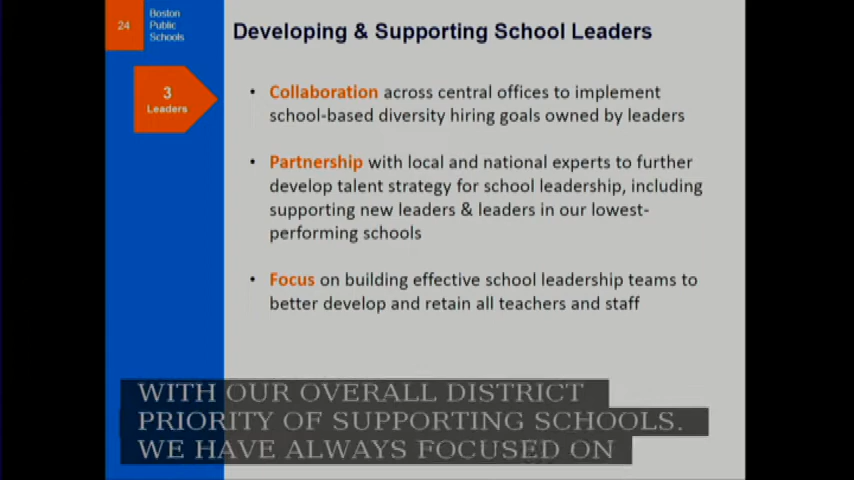 24
Boston
Public
Schools
Developing & Supporting School Leaders
3
Leaders
• Collaboration across central offices to implement
school-based diversity hiring goals owned by leaders
• Partnership with local and national experts to further
develop talent strategy for school leadership, including
supporting new leaders & leaders in our lowest-
performing schools
• Focus on building effective school leadership teams to
better develop and retain all teachers and staff
WITH OUR OVERALL DISTRICT
PRIORITY OF SUPPORTING SCHOOLS.
WE HAVE ALWAYS FOCUSED ON